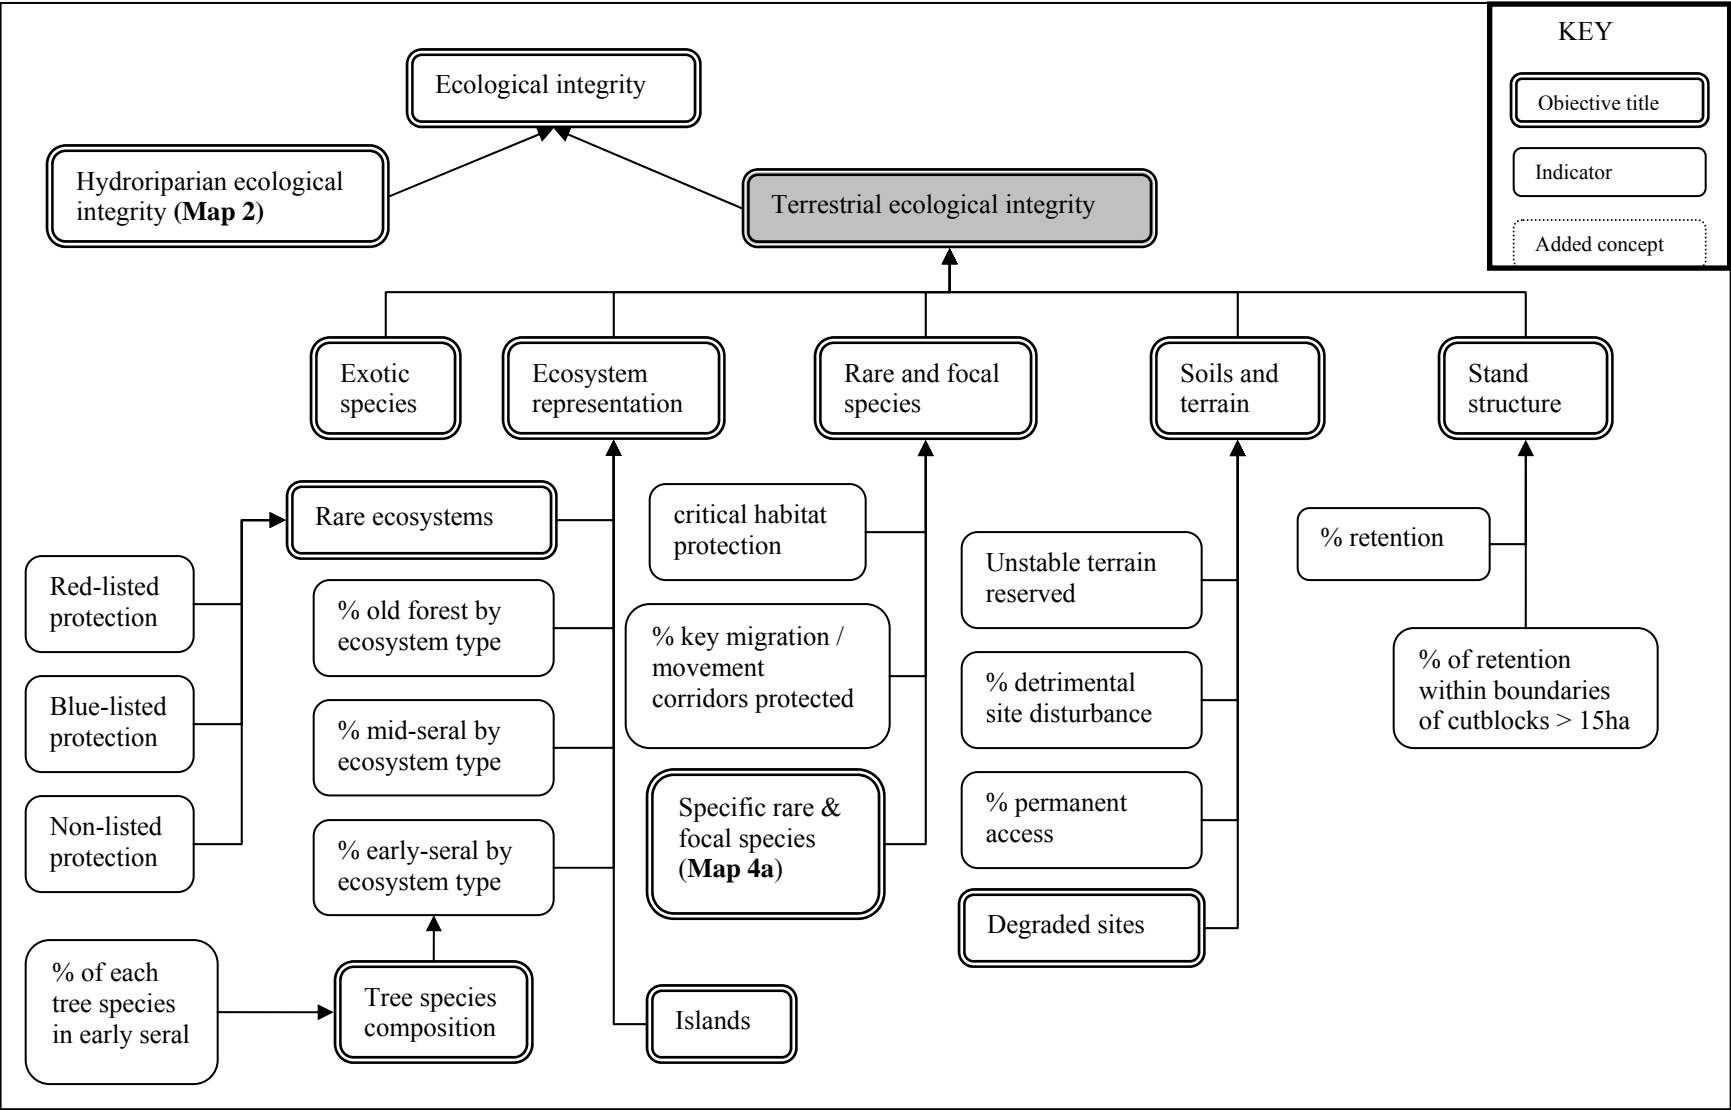 KEY
Objective title
Indicator
Added concept
Ecological integrity
Hydroriparian ecological
integrity (Map 2)
Terrestrial ecological integrity
Exotic
species
Ecosystem
representation
Rare and focal
species
Soils and
terrain
Stand
structure
Rare ecosystems
Red-listed
protection
Blue-listed
protection
Non-listed
protection
% old forest by
ecosystem type
% mid-seral by
ecosystem type
% early-seral by
ecosystem type
% of each
tree species
in early seral
Tree species
composition
Islands
critical habitat
protection
% key migration /
movement
corridors protected
Specific rare &
focal species
(Map 4a)
Unstable terrain
reserved
% detrimental
site disturbance
% permanent
access
Degraded sites
% retention
% of retention
within boundaries
of cutblocks > 15ha